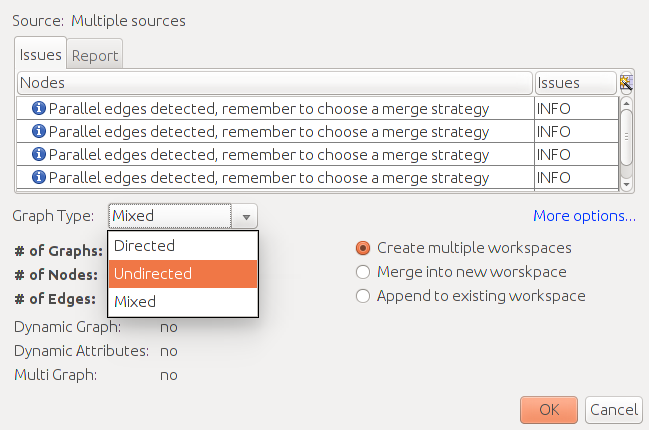 Source: Multiple sources
Issues Report
Nodes Issues
Parallel edges detected, remember to choose a merge strategy INFO
Parallel edges detected, remember to choose a merge strategy INFO
Parallel edges detected, remember to choose a merge strategy INFO
Parallel edges detected, remember to choose a merge strategy INFO
Graph Type: Mixed More options...
Directed
Undirected
Mixed
# of Graphs:
# of Nodes:
# of Edges:
Create multiple workspaces
Merge into new worskpace
Append to existing workspace
Dynamic Graph: no
Dynamic Attributes: no
Multi Graph: no
OK Cancel